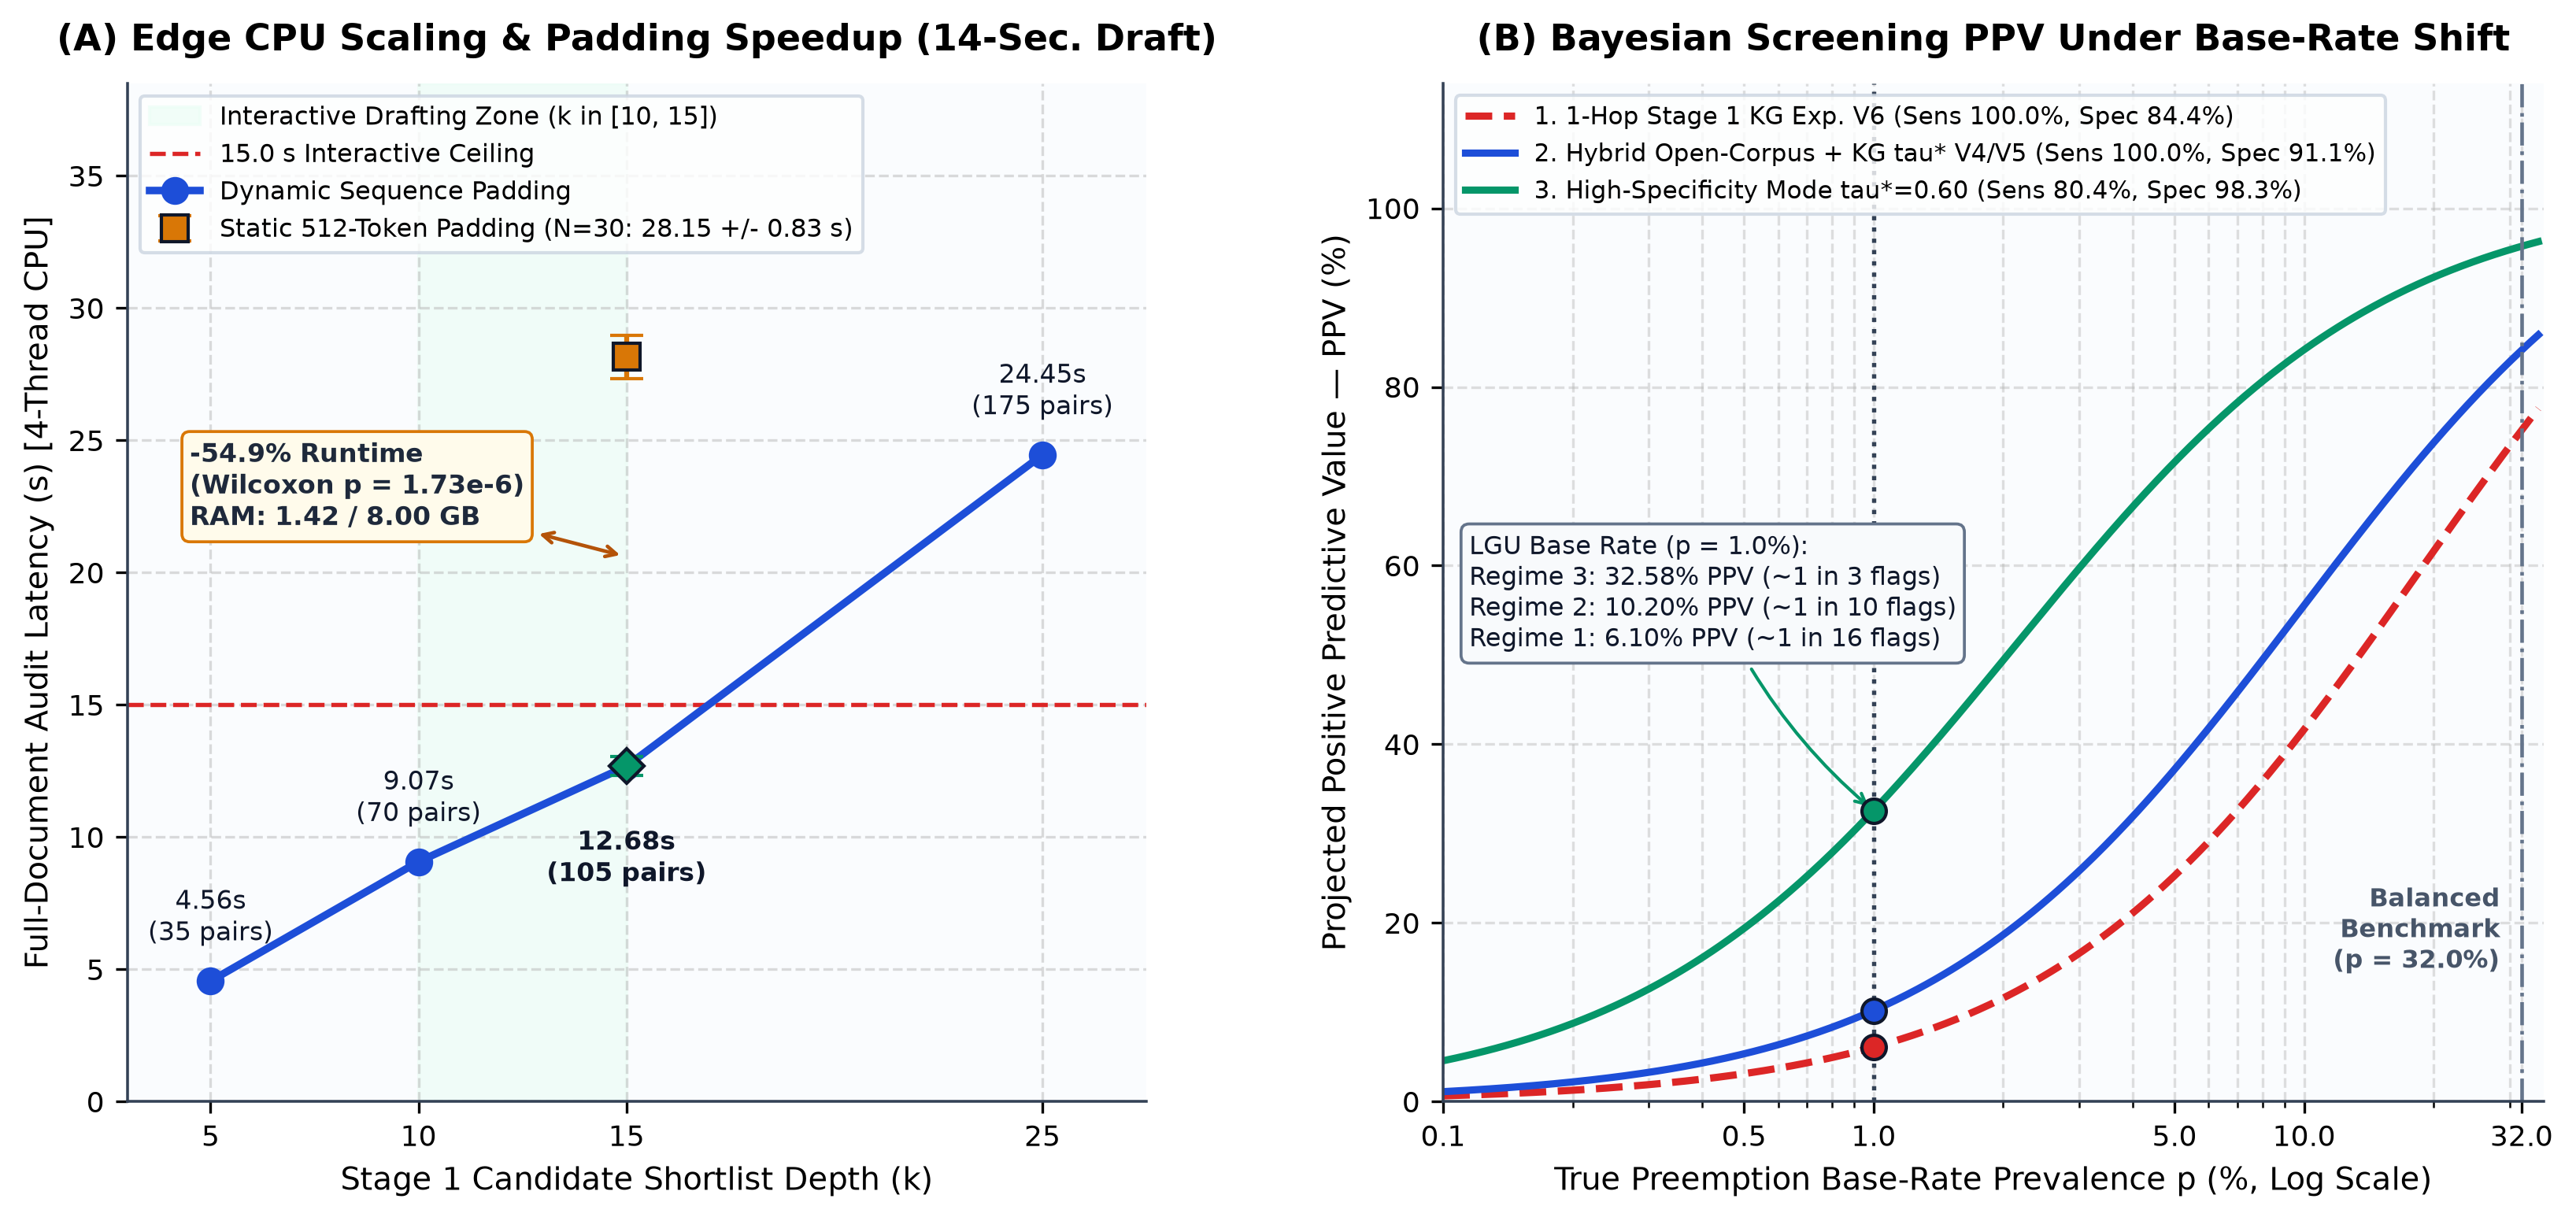 (A) Edge CPU Scaling & Padding Speedup (14-Sec. Draft)
Interactive Drafting Zone (k in [10, 15])
15.0 s Interactive Ceiling
Dynamic Sequence Padding
Static 512-Token Padding (N=30: 28.15 +/- 0.83 s)
Full-Document Audit Latency (s) [4-Thread CPU]
35
30
25
20
15
10
5
0
24.45s
(175 pairs)
-54.9% Runtime
(Wilcoxon p = 1.73e-6)
RAM: 1.42 / 8.00 GB
9.07s
(70 pairs)
12.68s
(105 pairs)
4.56s
(35 pairs)
5
10
15
25
Stage 1 Candidate Shortlist Depth (k)
(B) Bayesian Screening PPV Under Base-Rate Shift
1. 1-Hop Stage 1 KG Exp. V6 (Sens 100.0%, Spec 84.4%)
2. Hybrid Open-Corpus + KG tau* V4/V5 (Sens 100.0%, Spec 91.1%)
3. High-Specificity Mode tau*=0.60 (Sens 80.4%, Spec 98.3%)
Projected Positive Predictive Value — PPV (%)
100
80
60
40
20
0
LGU Base Rate (p = 1.0%):
Regime 3: 32.58% PPV (~1 in 3 flags)
Regime 2: 10.20% PPV (~1 in 10 flags)
Regime 1: 6.10% PPV (~1 in 16 flags)
Balanced
Benchmark
(p = 32.0%)
0.1
0.5
1.0
5.0
10.0
32.0
True Preemption Base-Rate Prevalence p (%, Log Scale)